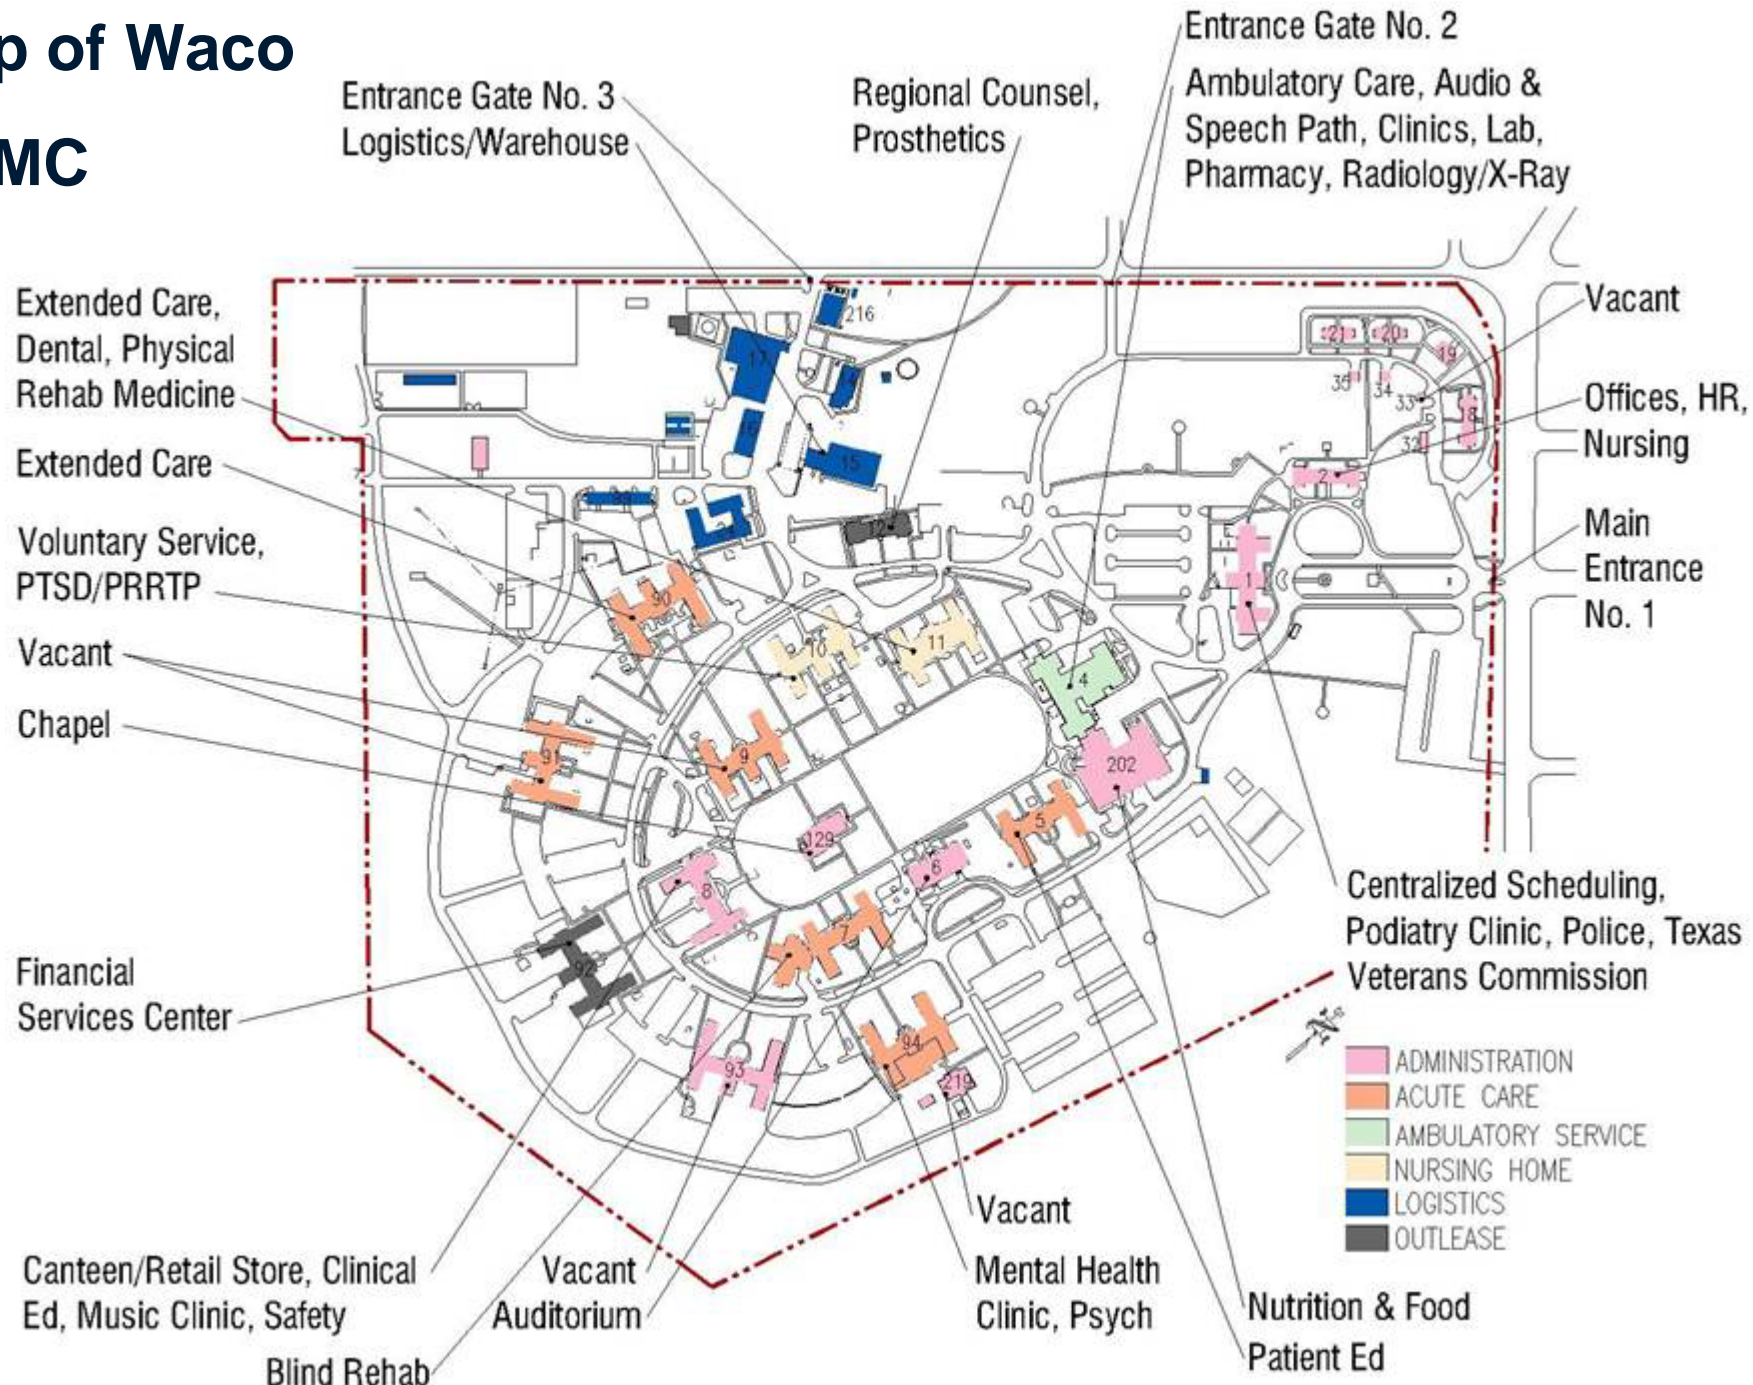 p of Waco
MC
Entrance Gate No. 3
Logistics/Warehouse
Regional Counsel,
Prosthetics
Entrance Gate No. 2
Ambulatory Care, Audio &
Speech Path, Clinics, Lab,
Pharmacy, Radiology/X-Ray
Extended Care,
Dental, Physical
Rehab Medicine
Extended Care
Voluntary Service,
PTSD/PRRTP
Vacant
Chapel
Financial
Services Center
Canteen/Retail Store, Clinical
Ed, Music Clinic, Safety
Blind Rehab
Vacant
Auditorium
Vacant
Mental Health
Clinic, Psych
Nutrition & Food
Patient Ed
Vacant
Offices, HR,
Nursing
Main
Entrance
No. 1
Centralized Scheduling,
Podiatry Clinic, Police, Texas
Veterans Commission
ADMINISTRATION
ACUTE CARE
AMBULATORY SERVICE
NURSING HOME
LOGISTICS
OUTLEASE
216
17
16
15
21
20
19
35
34
33
32
2
1
90
10
11
4
202
91
9
129
5
6
8
7
92
93
94
219